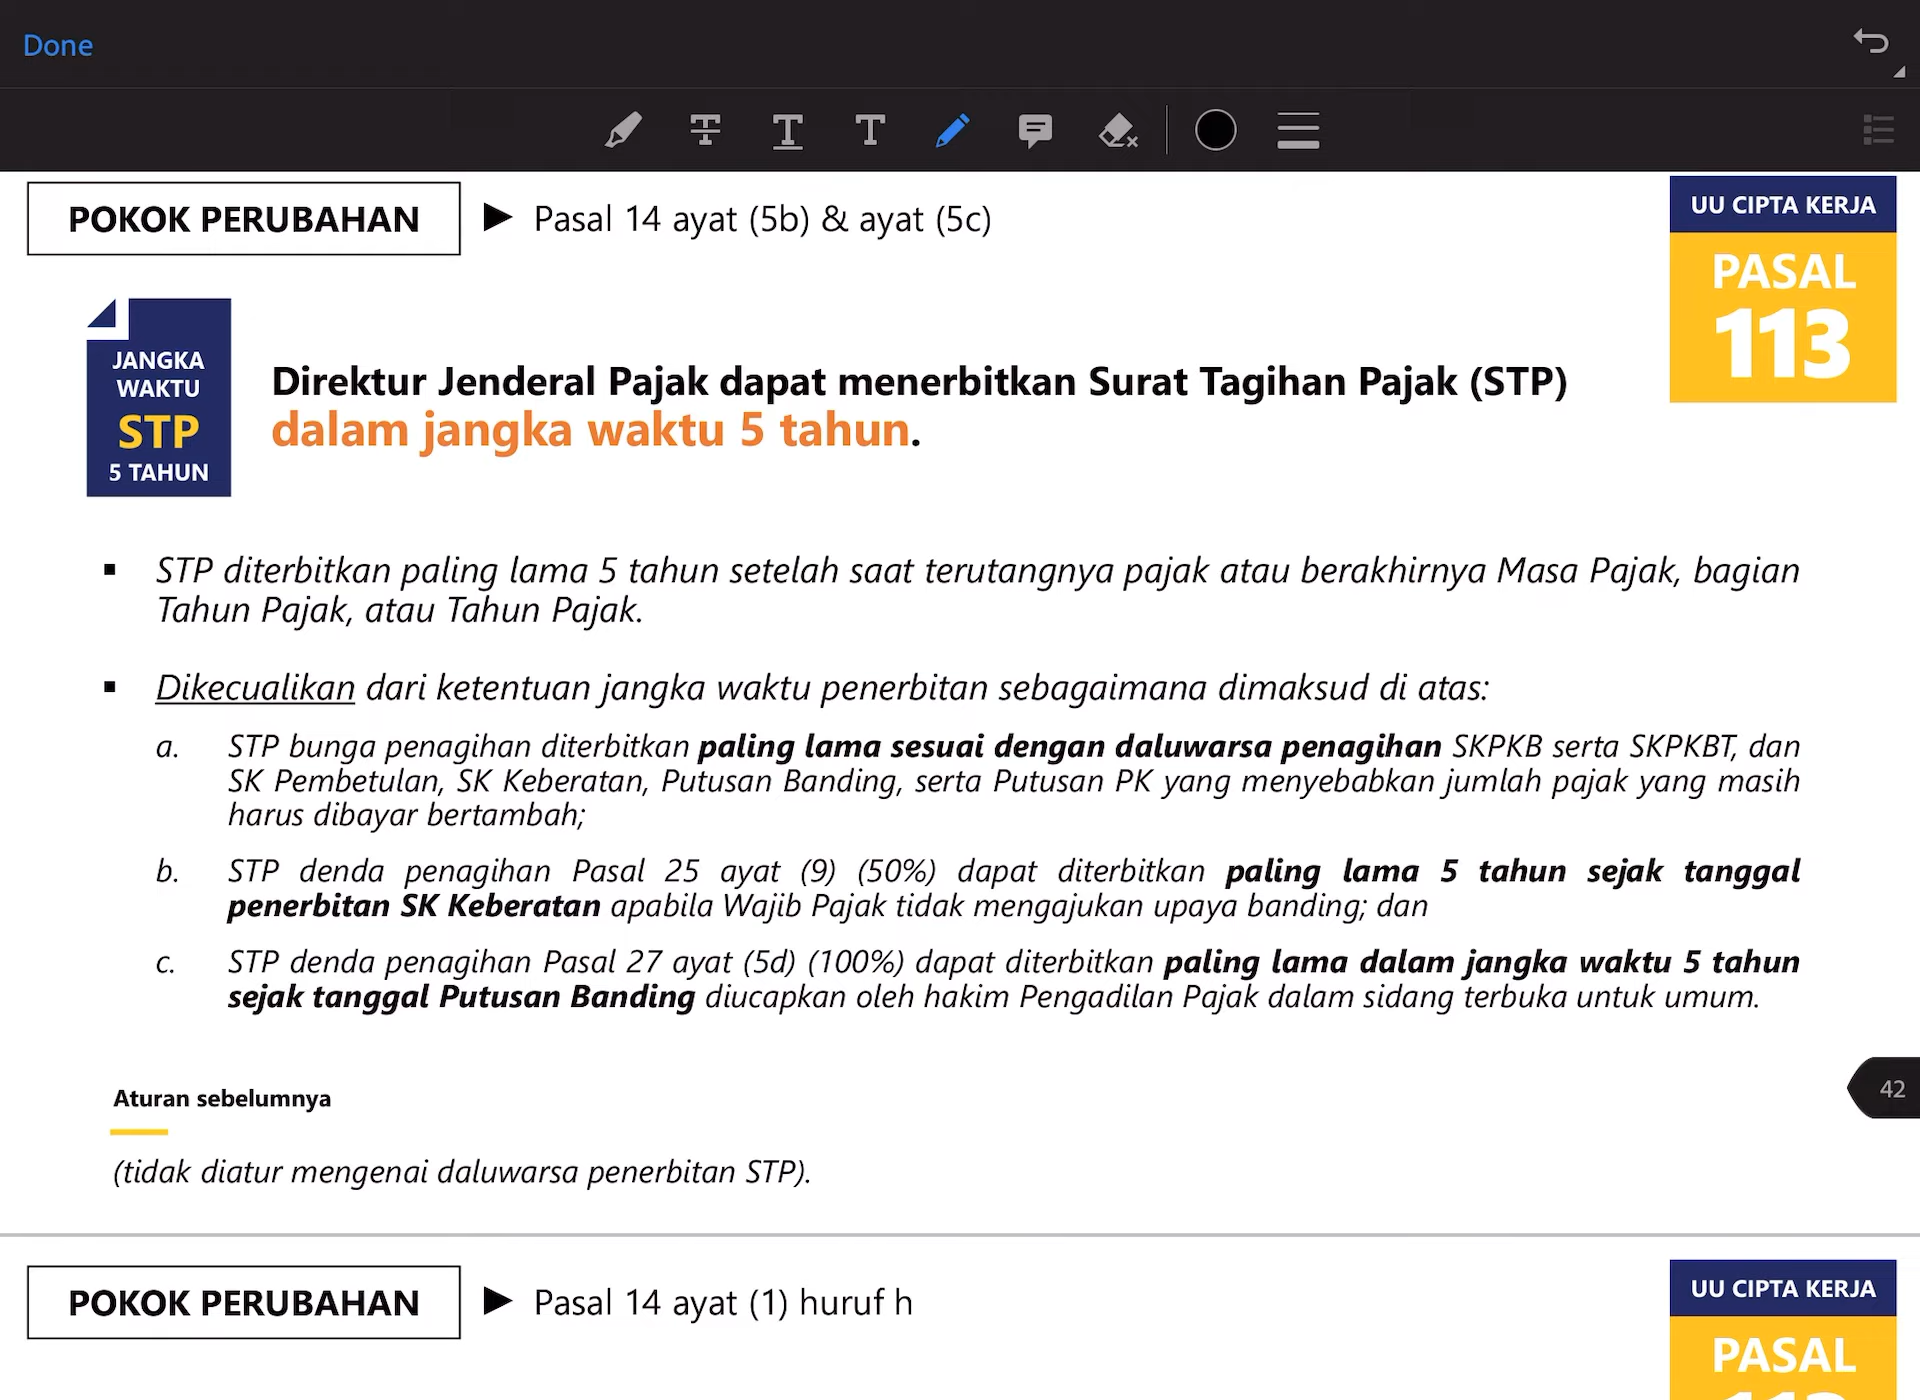 Done
POKOK PERUBAHAN
Pasal 14 ayat (5b) & ayat (5c)
UU CIPTA KERJA
PASAL
113
JANGKA
WAKTU
STP
5 TAHUN
Direktur Jenderal Pajak dapat menerbitkan Surat Tagihan Pajak (STP)
dalam jangka waktu 5 tahun.
STP diterbitkan paling lama 5 tahun setelah saat terutangnya pajak atau berakhirnya Masa Pajak, bagian
Tahun Pajak, atau Tahun Pajak.
Dikecualikan dari ketentuan jangka waktu penerbitan sebagaimana dimaksud di atas:
a. STP bunga penagihan diterbitkan paling lama sesuai dengan daluwarsa penagihan SKPKB serta SKPKBT, dan
SK Pembetulan, SK Keberatan, Putusan Banding, serta Putusan PK yang menyebabkan jumlah pajak yang masih
harus dibayar bertambah;
b. STP denda penagihan Pasal 25 ayat (9) (50%) dapat diterbitkan paling lama 5 tahun sejak tanggal
penerbitan SK Keberatan apabila Wajib Pajak tidak mengajukan upaya banding; dan
c. STP denda penagihan Pasal 27 ayat (5d) (100%) dapat diterbitkan paling lama dalam jangka waktu 5 tahun
sejak tanggal Putusan Banding diucapkan oleh hakim Pengadilan Pajak dalam sidang terbuka untuk umum.
Aturan sebelumnya
42
(tidak diatur mengenai daluwarsa penerbitan STP).
POKOK PERUBAHAN
Pasal 14 ayat (1) huruf h
UU CIPTA KERJA
PASAL